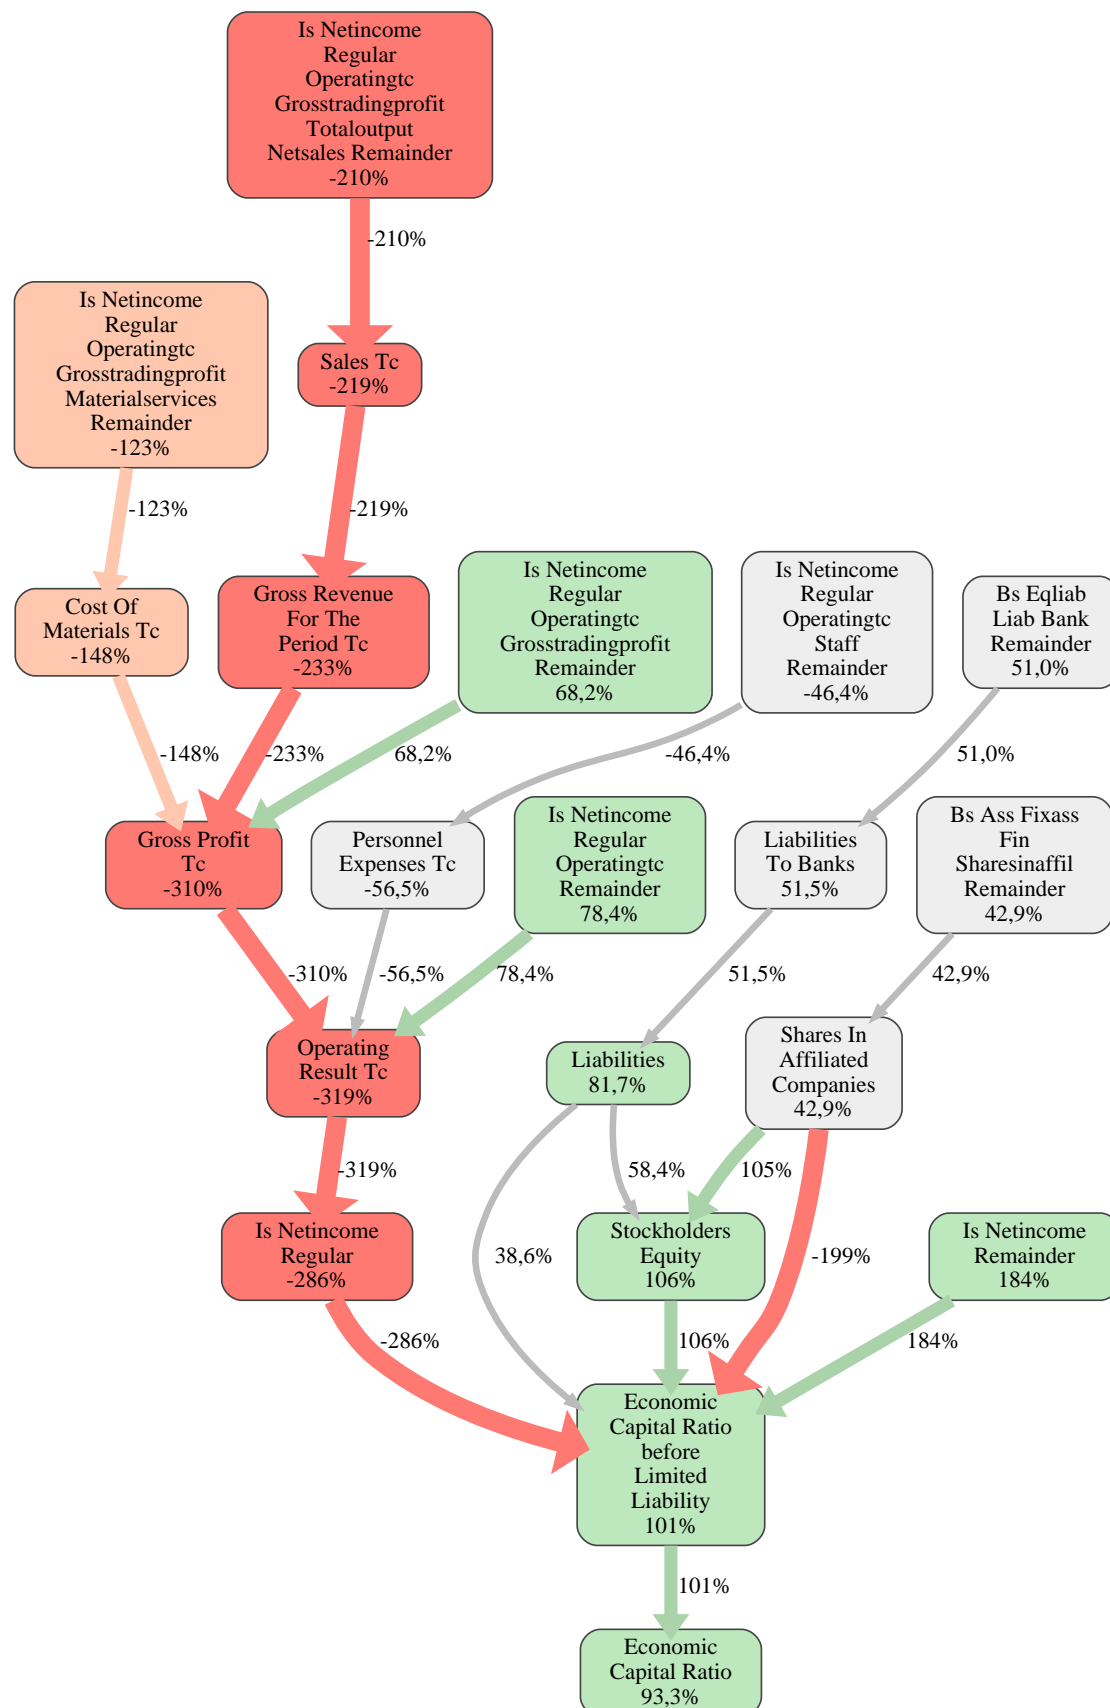 Is Netincome
Regular
Operatingtc
Grosstradingprofit
Totaloutput
Netsales Remainder
-210%
-210%
Is Netincome
Regular
Operatingtc
Grosstradingprofit
Materialservices
Remainder
-123%
Sales Tc
-219%
-123%
-219%
Cost Of
Materials Tc
-148%
Gross Revenue
For The
Period Tc
-233%
Is Netincome
Regular
Operatingtc
Grosstradingprofit
Remainder
68,2%
Is Netincome
Regular
Operatingtc
Staff
Remainder
-46,4%
Bs Eqliab
Liab Bank
Remainder
51,0%
-148%
-233%
68,2%
-46,4%
51,0%
Gross Profit
Tc
-310%
Personnel
Expenses Tc
-56,5%
Is Netincome
Regular
Operatingtc
Remainder
78,4%
Liabilities
To Banks
51,5%
Bs Ass Fixass
Fin
Sharesinaffil
Remainder
42,9%
-310%
-56,5%
78,4%
51,5%
42,9%
Operating
Result Tc
-319%
Liabilities
81,7%
Shares In
Affiliated
Companies
42,9%
-319%
58,4%
105%
Is Netincome
Regular
-286%
38,6%
Stockholders
Equity
106%
-199%
Is Netincome
Remainder
184%
-286%
106%
184%
Economic
Capital Ratio
before
Limited
Liability
101%
101%
Economic
Capital Ratio
93,3%